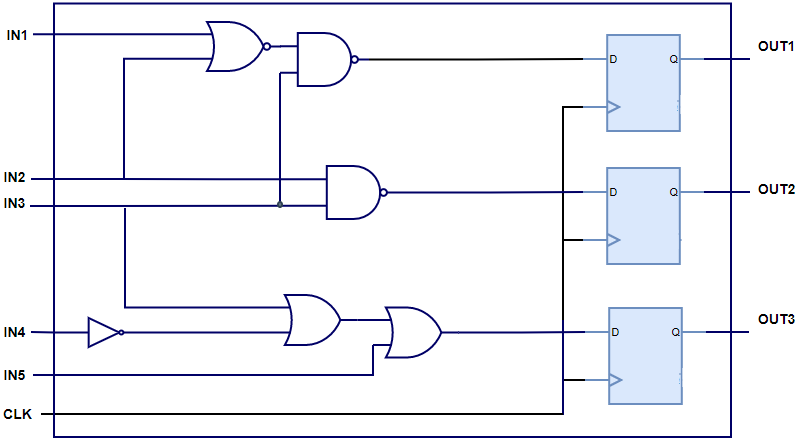 IN1
OUT1
D Q
IN2
IN3
D Q
OUT2
IN4
IN5
CLK
D Q
OUT3